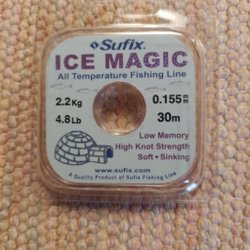 Sufix®
ICE MAGIC
All Temperature Fishing Line
2.2Kg 0.155mm
4.8Lb 30m
Low Memory
High Knot Strength
Soft • Sinking
www.sufix.com
A Quality Product of Sufix Fishing Line